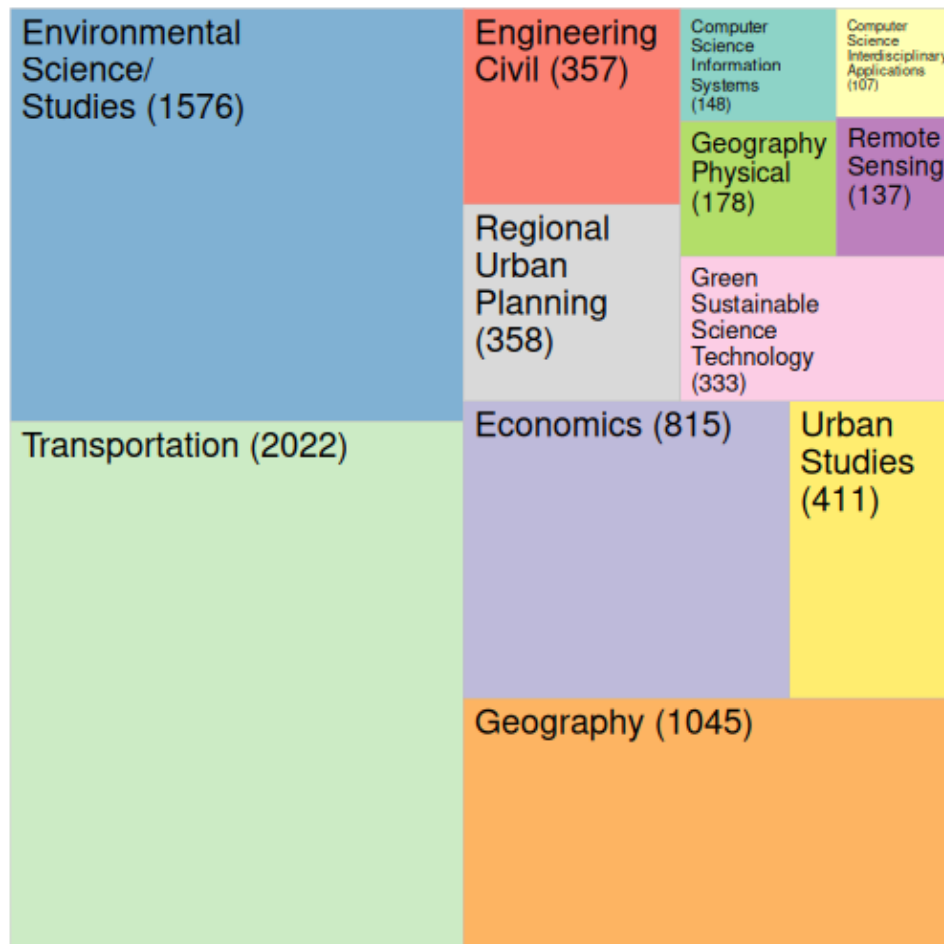 Environmental
Science/
Studies (1576)
Engineering
Civil (357)
Computer
Science
Information
Systems
(148)
Computer
Science
Interdisciplinary
Applications
(107)
Geography
Physical
(178)
Remote
Sensing
(137)
Regional
Urban
Planning
(358)
Green
Sustainable
Science
Technology
(333)
Transportation (2022)
Economics (815)
Urban
Studies
(411)
Geography (1045)